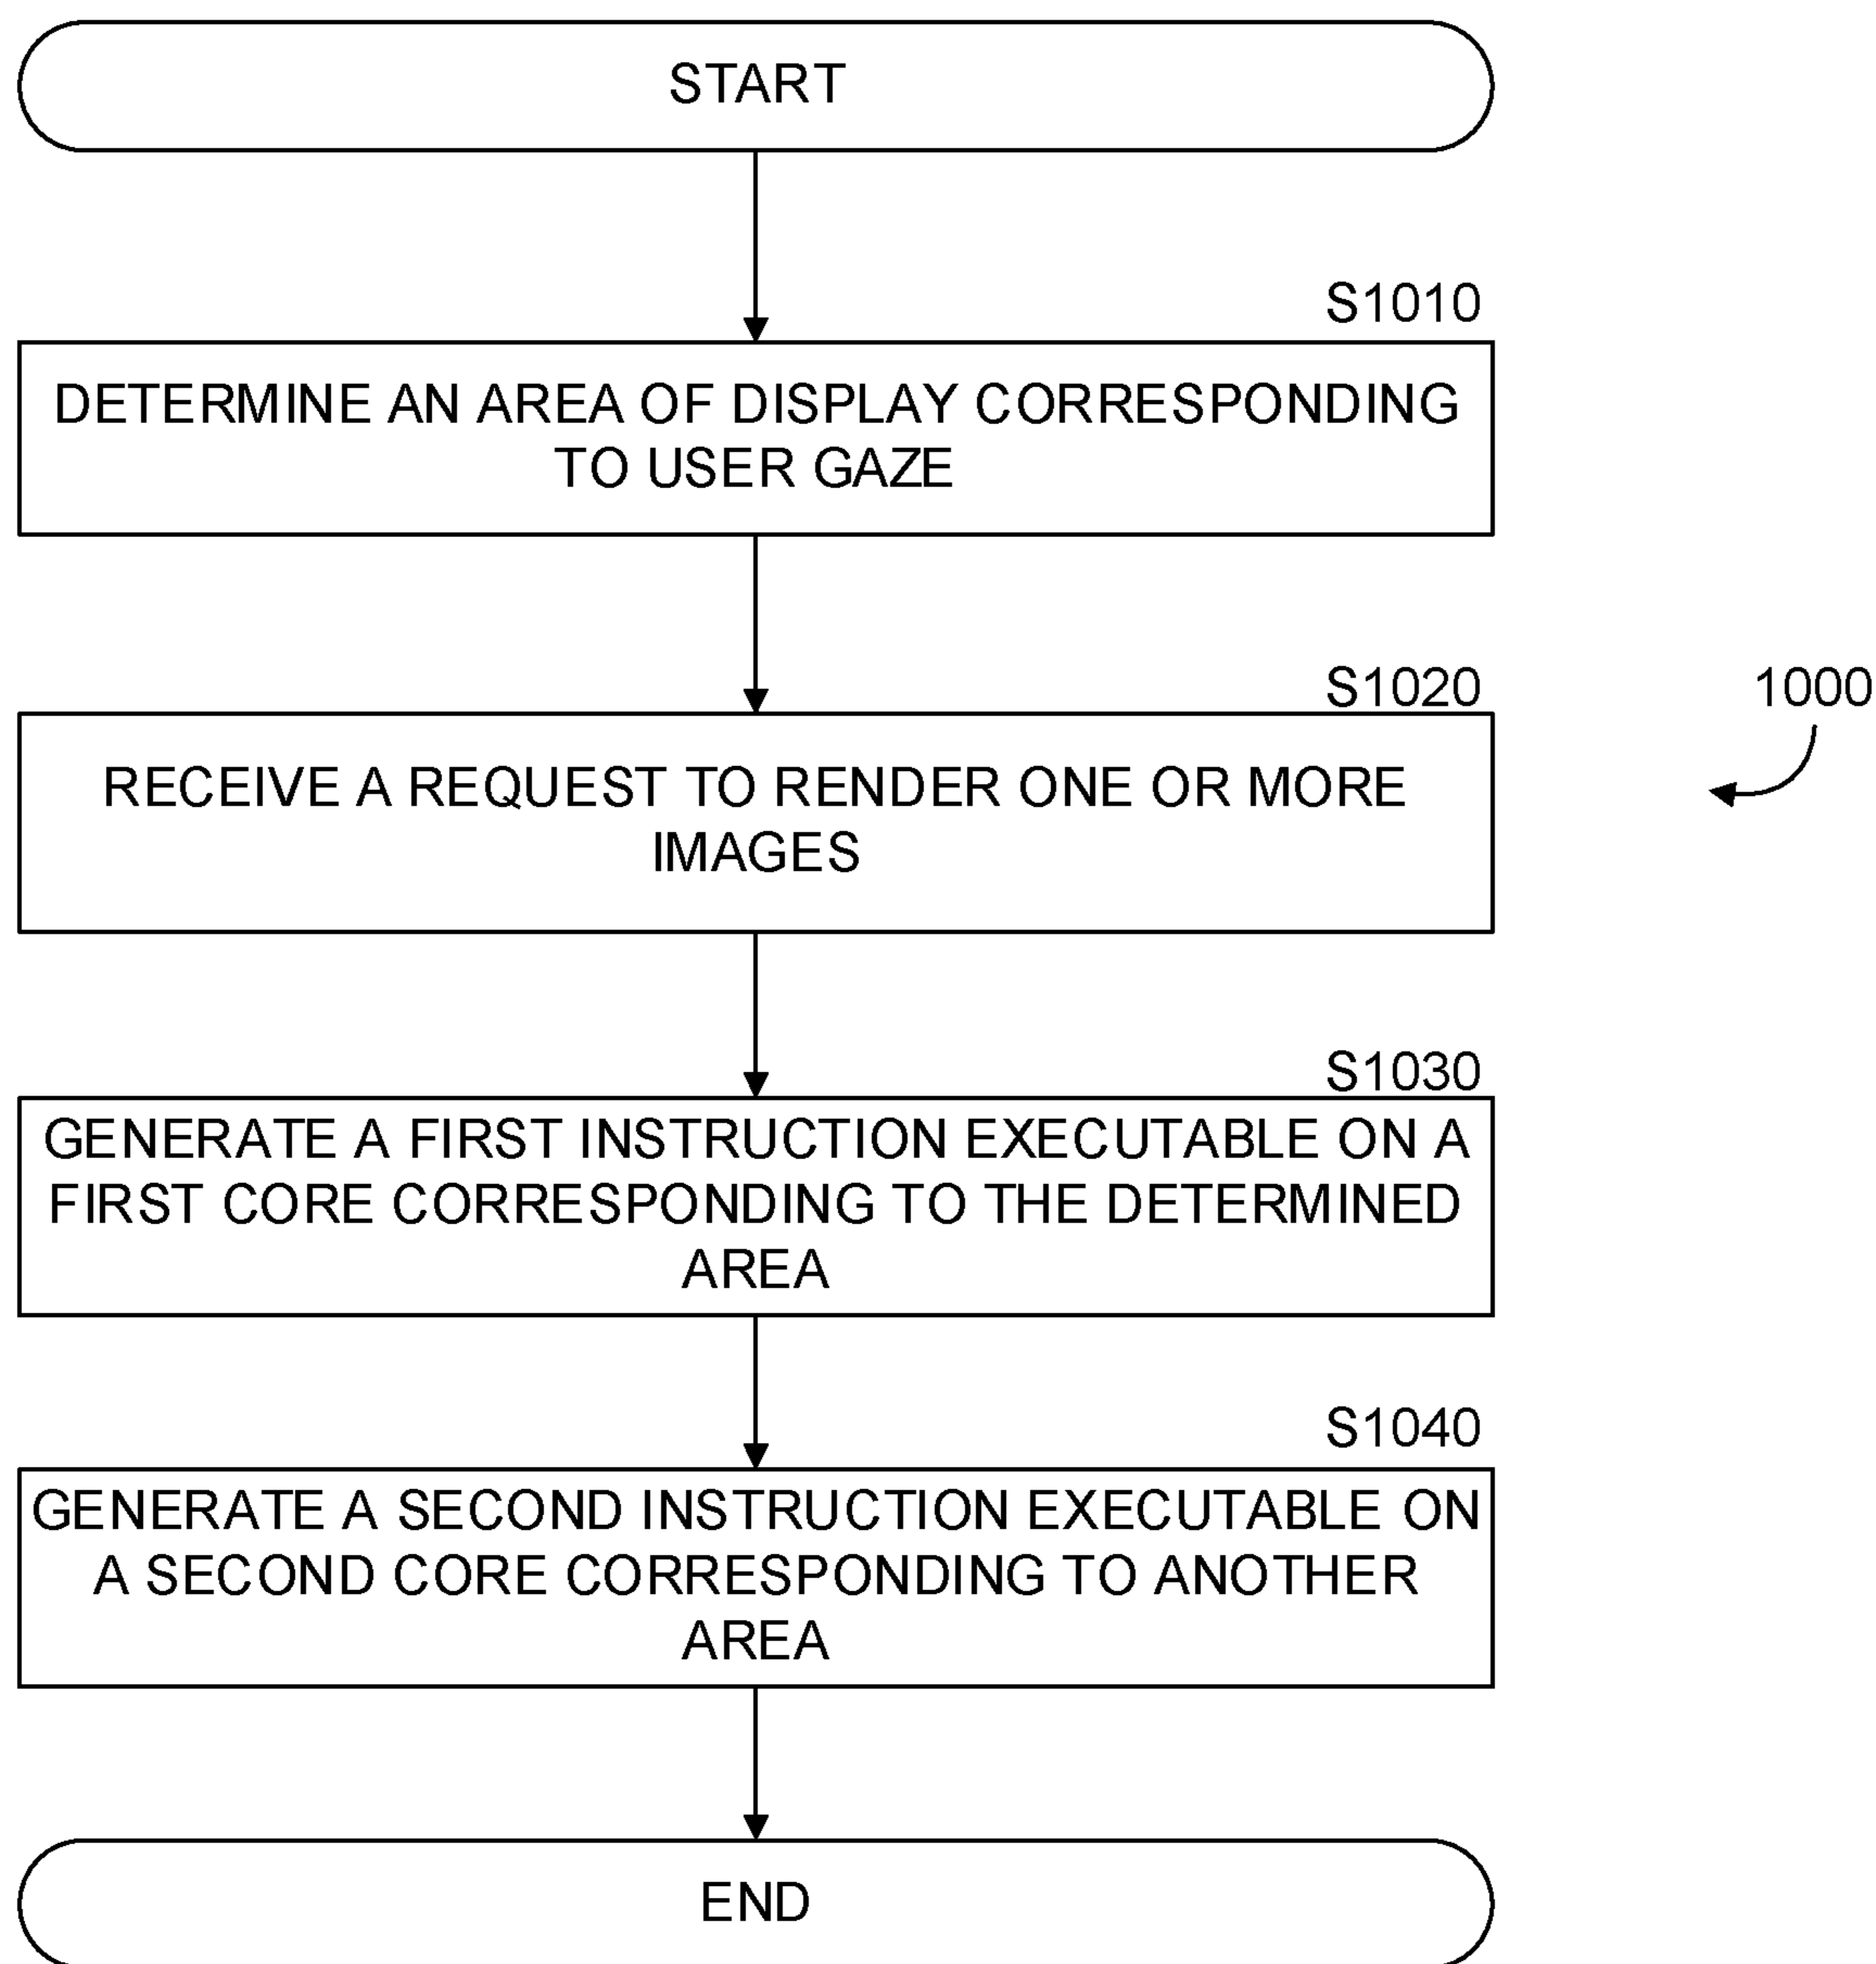 START
S1010
DETERMINE AN AREA OF DISPLAY CORRESPONDING
TO USER GAZE
S1020
1000
RECEIVE A REQUEST TO RENDER ONE OR MORE
IMAGES
S1030
GENERATE A FIRST INSTRUCTION EXECUTABLE ON A
FIRST CORE CORRESPONDING TO THE DETERMINED
AREA
S1040
GENERATE A SECOND INSTRUCTION EXECUTABLE ON
A SECOND CORE CORRESPONDING TO ANOTHER
AREA
END